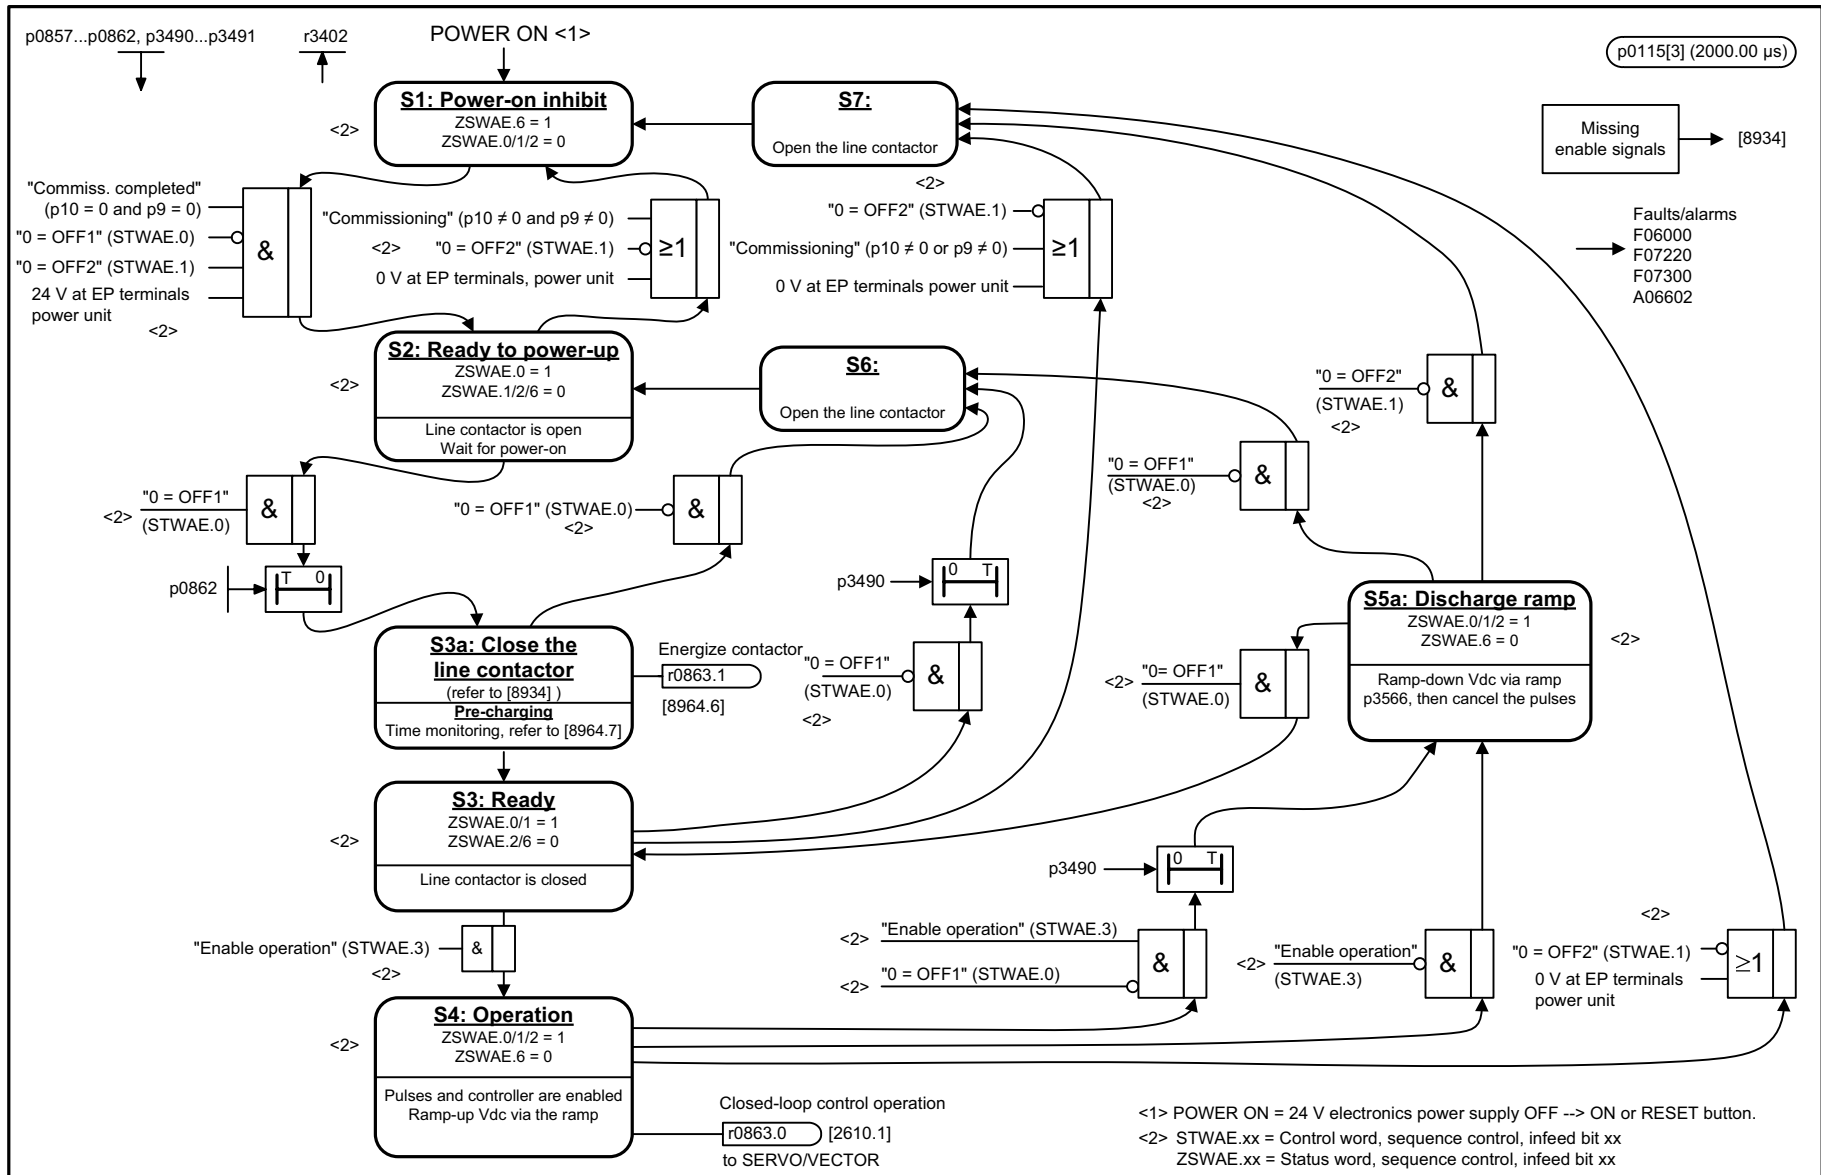 p0857...p0862, p3490...p3491
r3402
POWER ON <1>
p0115[3] (2000.00 µs)
S1: Power-on inhibit
ZSWAE.6 = 1
ZSWAE.0/1/2 = 0
<2>
S7:
Open the line contactor
Missing
enable signals
[8934]
"Commiss. completed"
(p10 = 0 and p9 = 0)
"0 = OFF1" (STWAE.0)
"0 = OFF2" (STWAE.1)
24 V at EP terminals
power unit
<2>
&
"Commissioning" (p10 ≠ 0 and p9 ≠ 0)
<2> "0 = OFF2" (STWAE.1)
0 V at EP terminals, power unit
≥1
<2>
"0 = OFF2" (STWAE.1)
"Commissioning" (p10 ≠ 0 or p9 ≠ 0)
0 V at EP terminals power unit
≥1
Faults/alarms
F06000
F07220
F07300
A06602
S2: Ready to power-up
ZSWAE.0 = 1
ZSWAE.1/2/6 = 0
<2>
Line contactor is open
Wait for power-on
S6:
Open the line contactor
"0 = OFF2"
(STWAE.1)
<2>
&
"0 = OFF1"
<2> (STWAE.0)
&
"0 = OFF1" (STWAE.0)
<2>
&
"0 = OFF1"
(STWAE.0)
<2>
&
p0862
T 0
p3490
0 T
S3a: Close the
line contactor
(refer to [8934] )
Pre-charging
Time monitoring, refer to [8964.7]
Energize contactor
r0863.1
[8964.6]
"0 = OFF1"
(STWAE.0)
<2>
&
"0= OFF1"
<2> (STWAE.0)
&
S5a: Discharge ramp
ZSWAE.0/1/2 = 1
ZSWAE.6 = 0
<2>
Ramp-down Vdc via ramp
p3566, then cancel the pulses
S3: Ready
ZSWAE.0/1 = 1
ZSWAE.2/6 = 0
<2>
Line contactor is closed
p3490
0 T
"Enable operation" (STWAE.3)
<2>
&
<2> "Enable operation" (STWAE.3)
<2> "0 = OFF1" (STWAE.0)
&
<2> "Enable operation"
(STWAE.3)
&
<2>
"0 = OFF2" (STWAE.1)
0 V at EP terminals
power unit
≥1
S4: Operation
ZSWAE.0/1/2 = 1
ZSWAE.6 = 0
<2>
Pulses and controller are enabled
Ramp-up Vdc via the ramp
Closed-loop control operation
r0863.0 [2610.1]
to SERVO/VECTOR
<1> POWER ON = 24 V electronics power supply OFF --> ON or RESET button.
<2> STWAE.xx = Control word, sequence control, infeed bit xx
ZSWAE.xx = Status word, sequence control, infeed bit xx